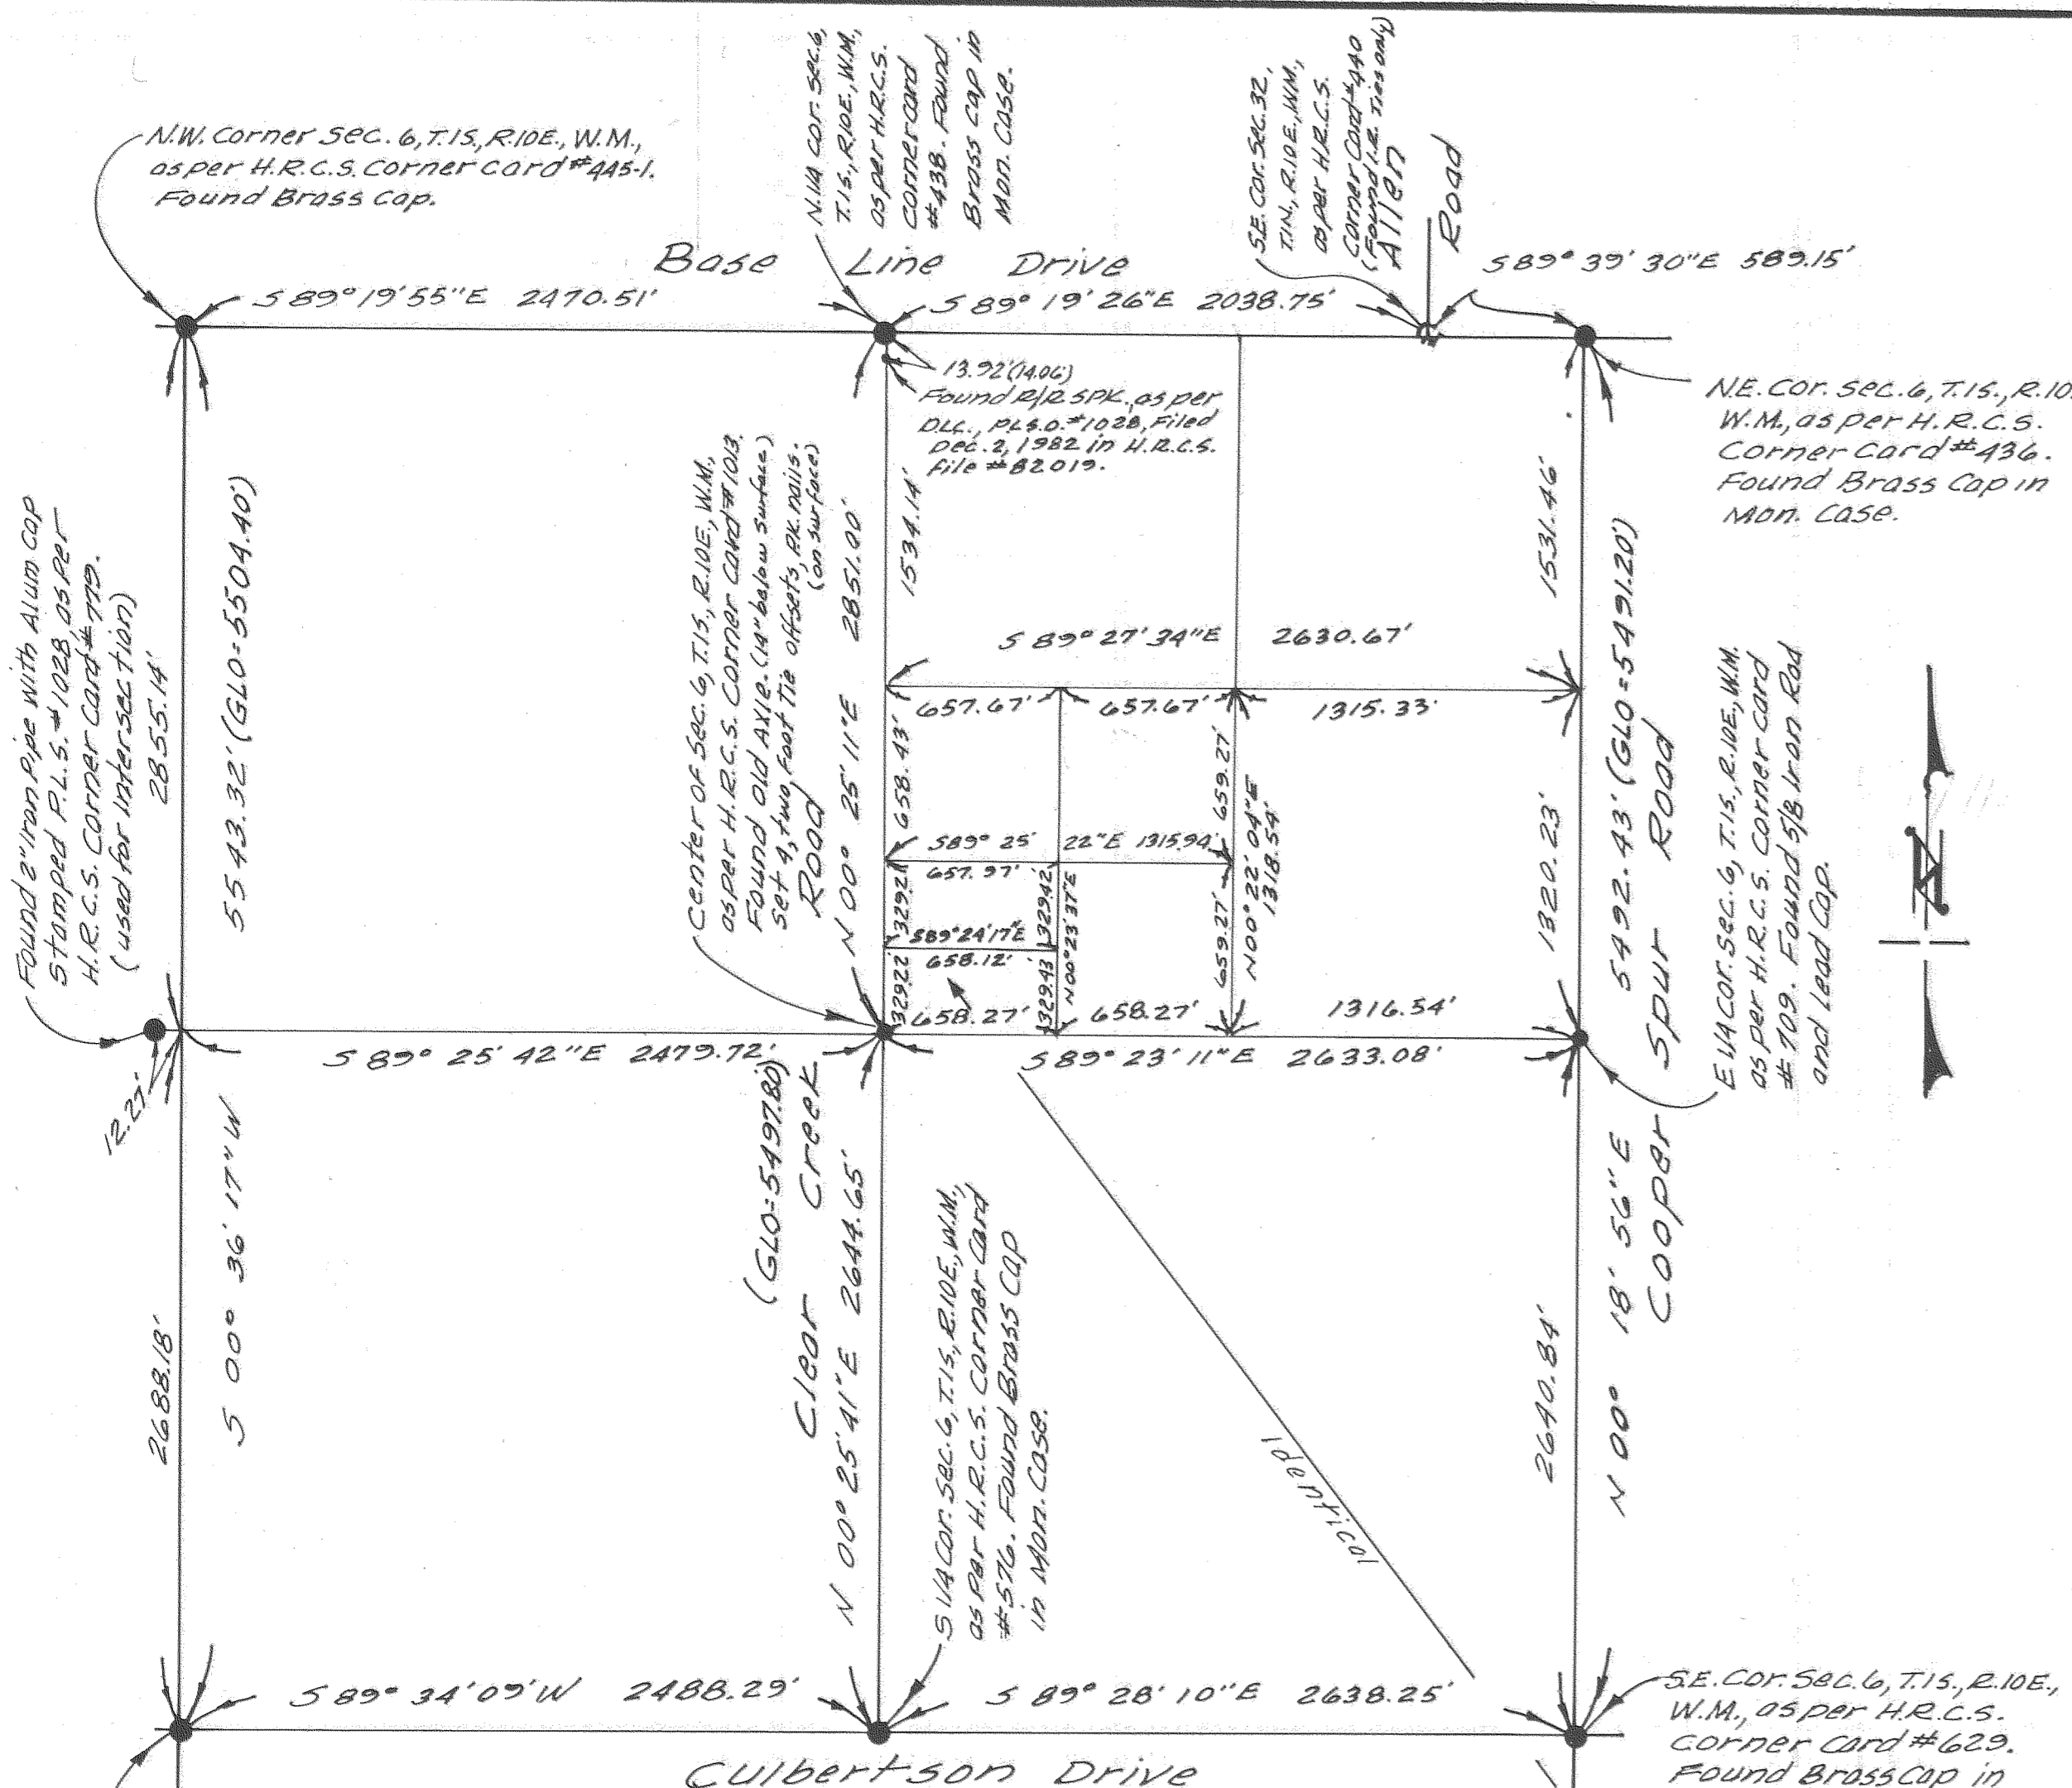 N.W. Corner Sec. 6, T.1S., R.10E., W.M.,
as per H.R.C.S. Corner Card #445-1.
Found Brass Cap.
N.1/4 Cor. Sec. 6,
T.1S., R.10E., W.M.,
as per H.R.C.S.
Corner card
#438. Found
Brass Cap in
Mon. Case.
S.E. Cor. Sec. 32,
T.1N., R.10E., W.M.,
as per H.R.C.S.
Corner Card #440
(Found I.R. Ties only)
Allen
Road
Base Line Drive
S 89° 39' 30" E 589.15'
S 89° 19' 55" E 2470.51'
S 89° 19' 26" E 2038.75'
13.92' (14.06)
Found R/R SPK., as per
D.L.C., P.L.S.O. #1028, Filed
Dec. 2, 1982 in H.R.C.S.
File #82019.
N.E. Cor. Sec. 6, T.1S., R.10
W.M., as per H.R.C.S.
Corner Card #436.
Found Brass Cap in
Mon. Case.
Found 2" Iron Pipe With Alum Cap
Stamped P.L.S. #1028, as Per
H.R.C.S. Corner Card #779.
(used for intersection)
2855.14'
5543.32' (GLO=5504.40')
Center of Sec. 6, T.1S., R.10E., W.M.,
as per H.R.C.S. Corner Card #1013.
Found Old Axle. (14" below surface)
Set 4, two, Foot Tie Offsets, P.K. nails.
(on surface)
Road
N 00° 25' 11" E 2851.00'
1534.14'
1531.46'
S 89° 27' 34" E 2630.67'
657.67' 657.67' 1315.33'
658.43'
659.27'
N00° 22' 04" E
1318.54'
1320.23'
5492.43' (GLO=5491.20')
S89° 25' 22" E 1315.94'
657.97'
329.21
329.42
N00° 23' 37" E
S89° 24' 17" E
658.12'
659.27'
329.22
329.43
658.27' 658.27' 1316.54'
S 89° 25' 42" E 2479.72'
S 89° 23' 11" E 2633.08'
12.27'
E 1/4 Cor. Sec. 6, T.1S., R.10E., W.M.
as per H.R.C.S. Corner card
#709. Found 5/8 Iron Rod
and Lead Cap.
N
Cooper Spur Road
N 00° 18' 56" E
2640.84'
S 00° 36' 17" W
2688.18'
(GLO=5497.80)
Clear Creek
N 00° 25' 41" E 2644.65'
S 1/4 Cor. Sec. 6, T.1S., R.10E., W.M.,
as Per H.R.C.S. Corner Card
#576. Found Brass Cap
in Mon. Case.
identical
S 89° 34' 09" W 2488.29'
S 89° 28' 10" E 2638.25'
S.E. Cor. Sec. 6, T.1S., R.10E.,
W.M., as per H.R.C.S.
Corner Card #629.
Found Brass Cap in
Culbertson Drive